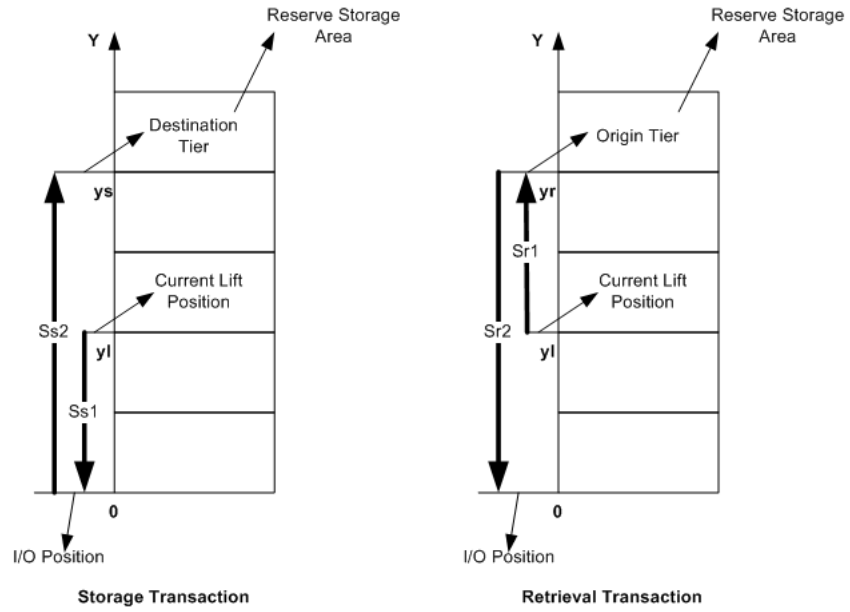 Reserve Storage
Area
Y
Destination
Tier
ys
Current Lift
Position
Ss2
yl
Ss1
0
I/O Position
Storage Transaction
Reserve Storage
Area
Y
Origin Tier
yr
Sr1
Current Lift
Position
Sr2
yl
0
I/O Position
Retrieval Transaction